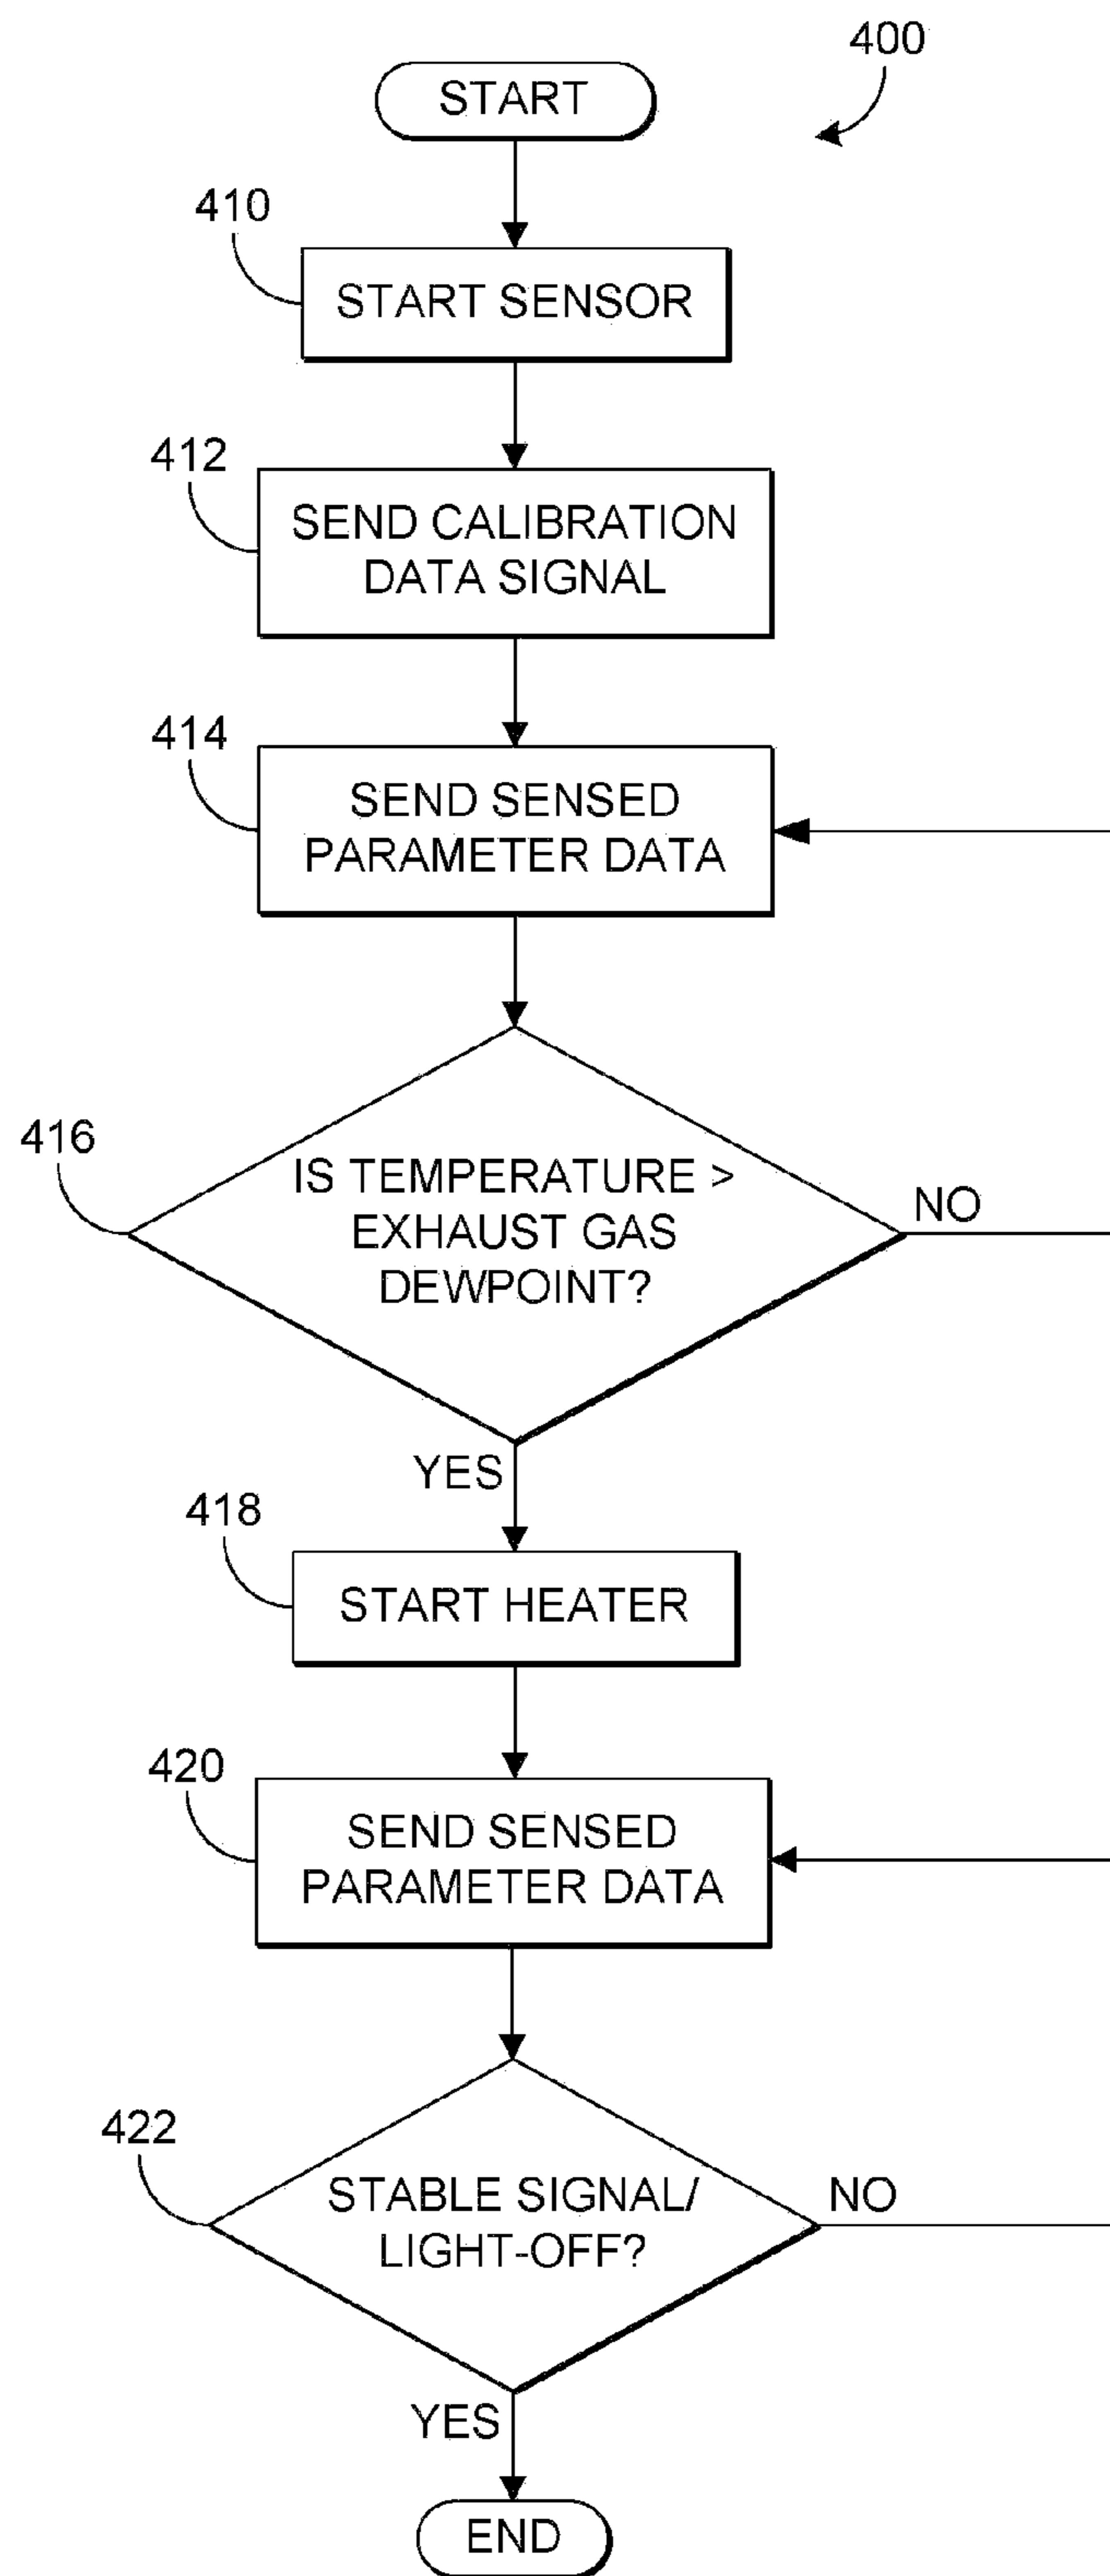 400
START
410
START SENSOR
412
SEND CALIBRATION
DATA SIGNAL
414
SEND SENSED
PARAMETER DATA
416
IS TEMPERATURE >
EXHAUST GAS
DEWPOINT?
NO
YES
418
START HEATER
420
SEND SENSED
PARAMETER DATA
422
STABLE SIGNAL/
LIGHT-OFF?
NO
YES
END